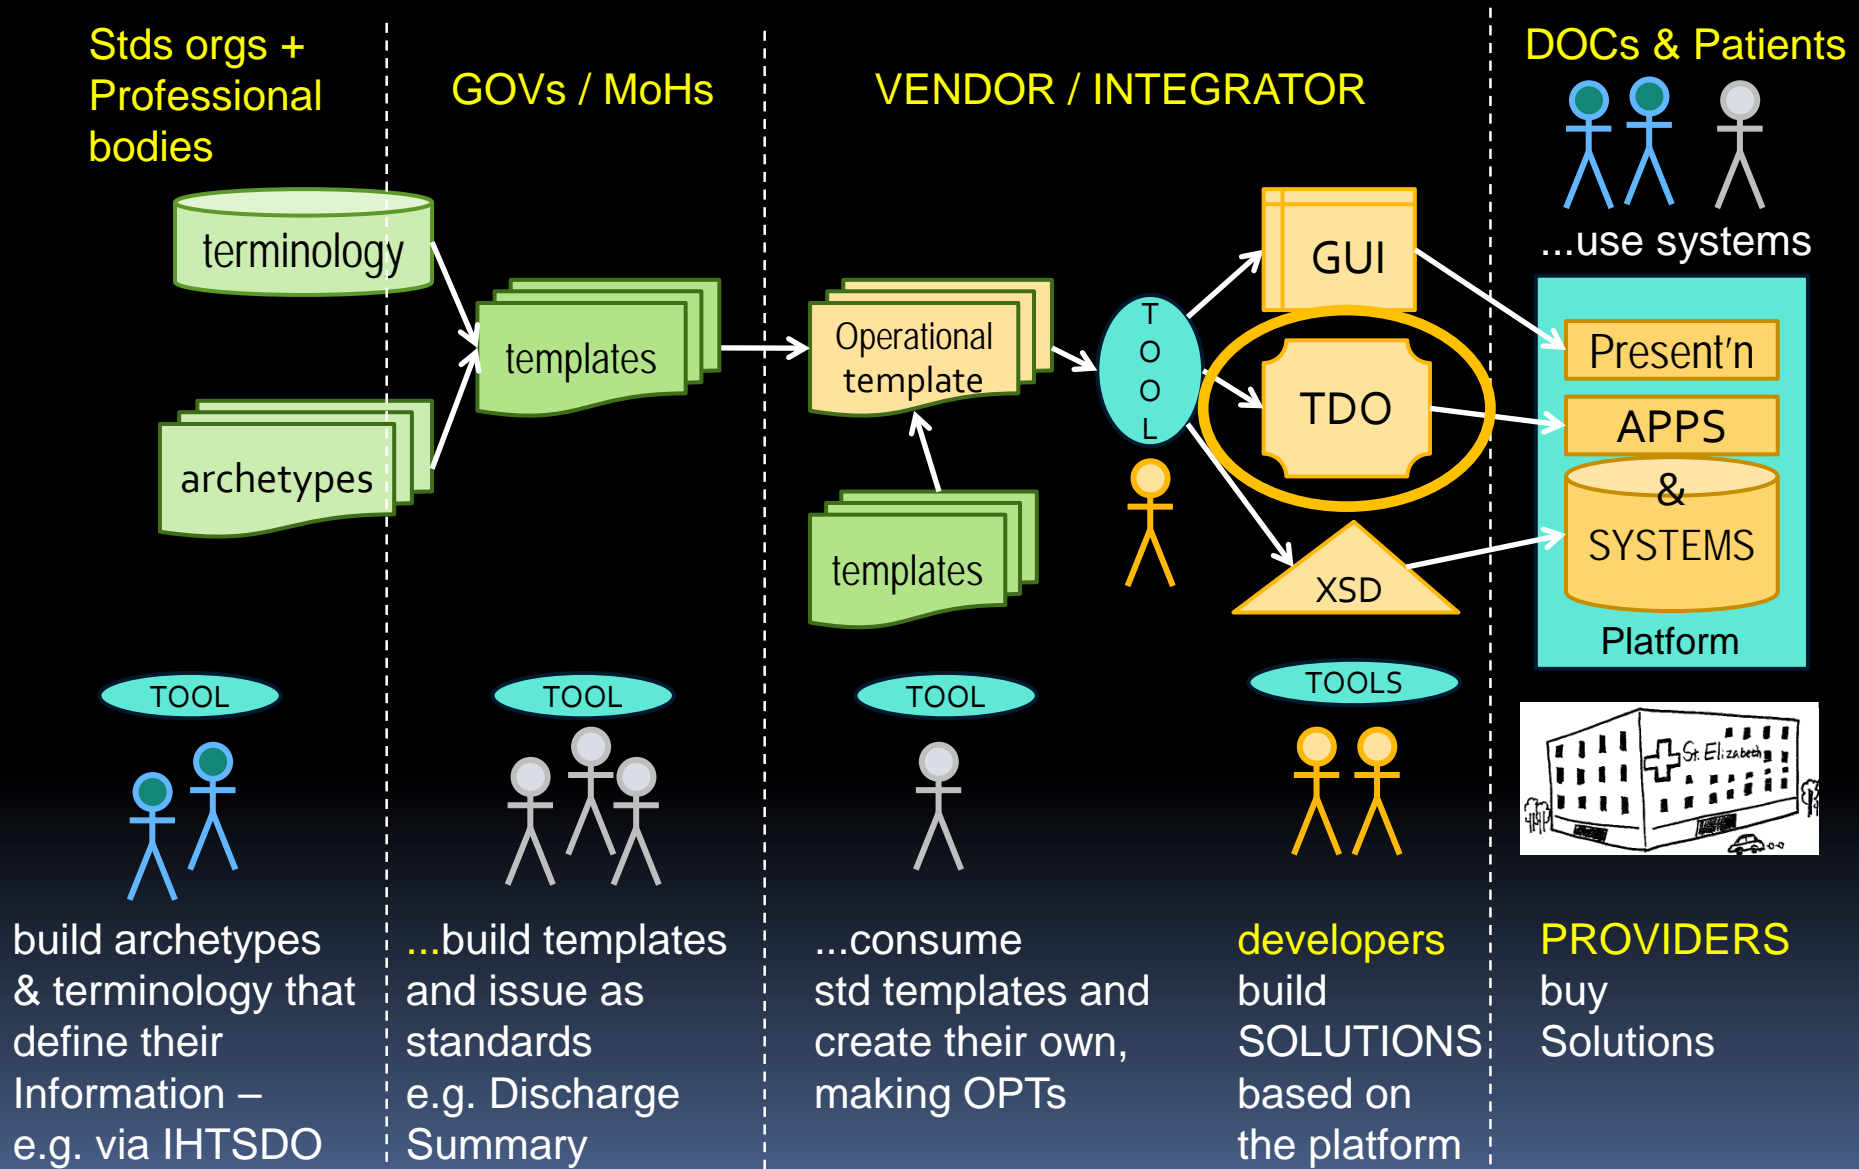 Stds orgs +
Professional
bodies
GOVs / MoHs
VENDOR / INTEGRATOR
DOCs & Patients
...use systems
terminology
archetypes
templates
Operational
template
templates
T
O
O
L
GUI
TDO
XSD
Present'n
APPS
&
SYSTEMS
Platform
TOOL
TOOL
TOOL
TOOLS
St. Elizabeth
build archetypes
& terminology that
define their
Information –
e.g. via IHTSDO
...build templates
and issue as
standards
e.g. Discharge
Summary
...consume
std templates and
create their own,
making OPTs
developers
build
SOLUTIONS
based on
the platform
PROVIDERS
buy
Solutions